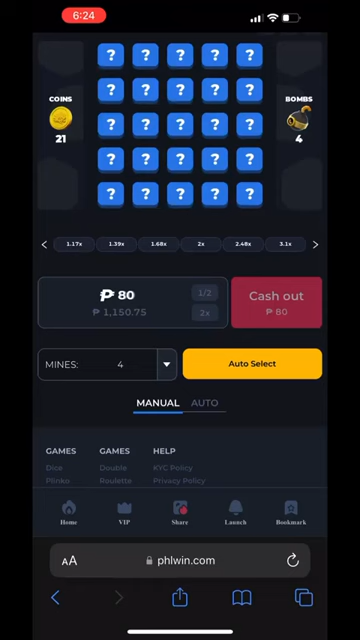 6:24
? ? ? ? ?
? ? ? ? ?
COINS
21
? ? ? ? ?
BOMBS
4
? ? ? ? ?
? ? ? ? ?
1.17x 1.39x 1.68x 2x 2.48x 3.1x
₱ 80
₱ 1,150.75
1/2
2x
Cash out
₱ 80
MINES: 4
Auto Select
MANUAL AUTO
GAMES GAMES HELP
Dice Double KYC Policy
Plinko Roulette Privacy Policy
Home VIP Share Launch Bookmark
AA phlwin.com